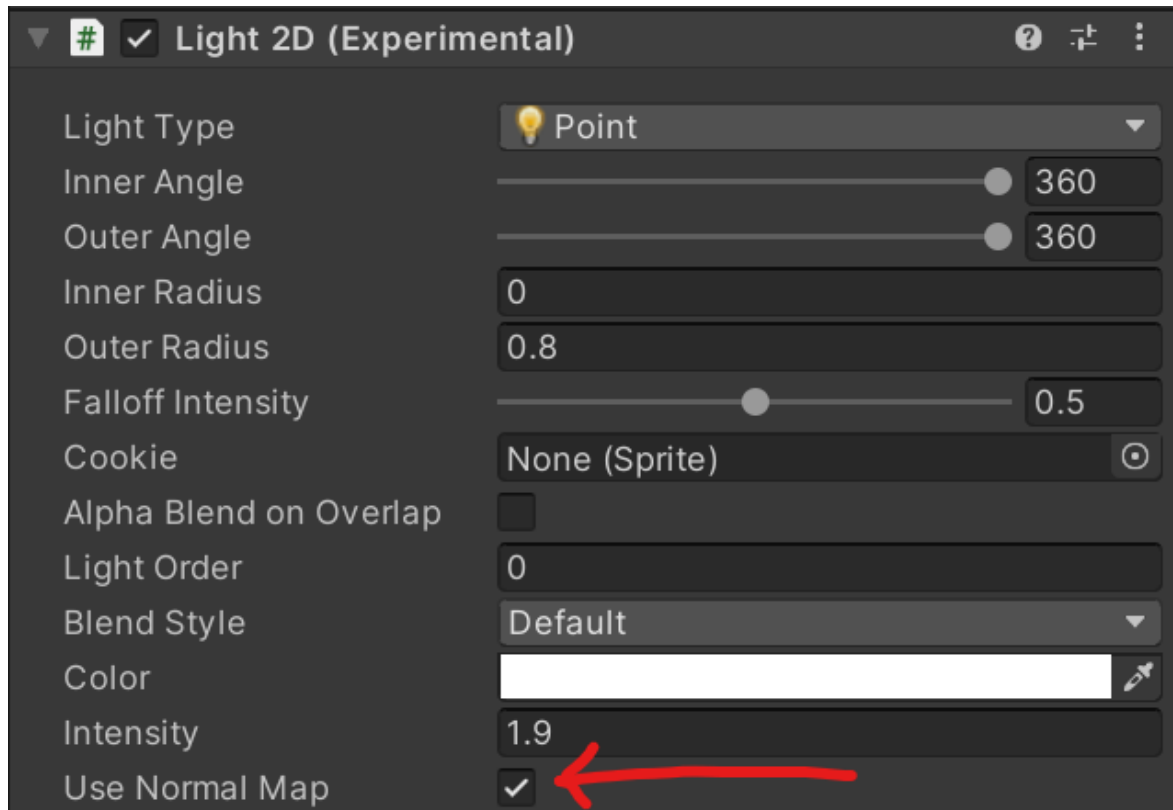 # Light 2D (Experimental) ?
Light Type Point
Inner Angle 360
Outer Angle 360
Inner Radius 0
Outer Radius 0.8
Falloff Intensity 0.5
Cookie None (Sprite)
Alpha Blend on Overlap
Light Order 0
Blend Style Default
Color
Intensity 1.9
Use Normal Map